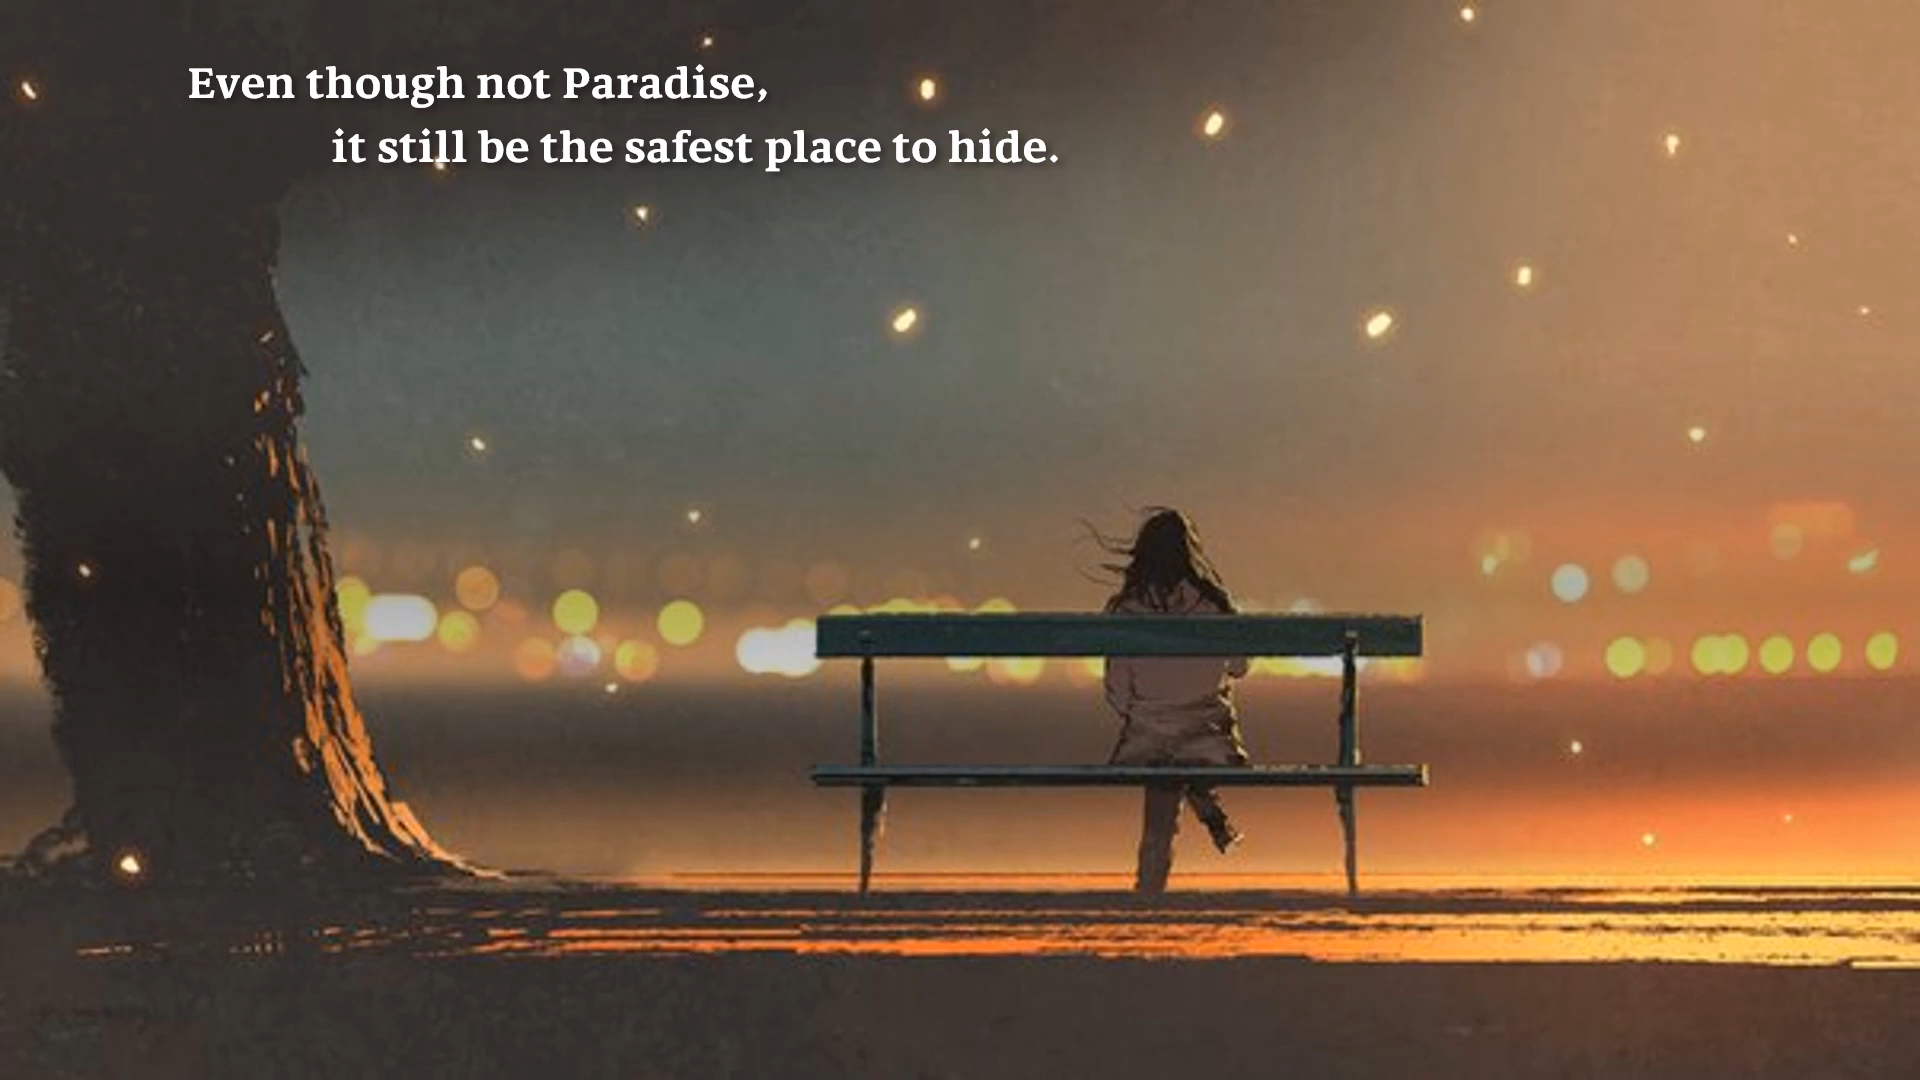 Even though not Paradise,
it still be the safest place to hide.